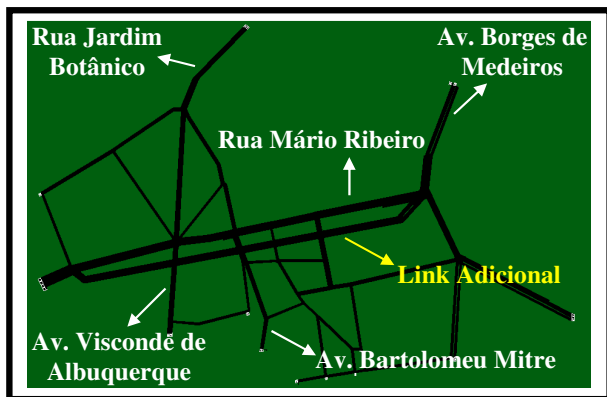 Rua Jardim
Botânico
Av. Borges de
Medeiros
Rua Mário Ribeiro
Link Adicional
Av. Visconde de
Albuquerque
Av. Bartolomeu Mitre